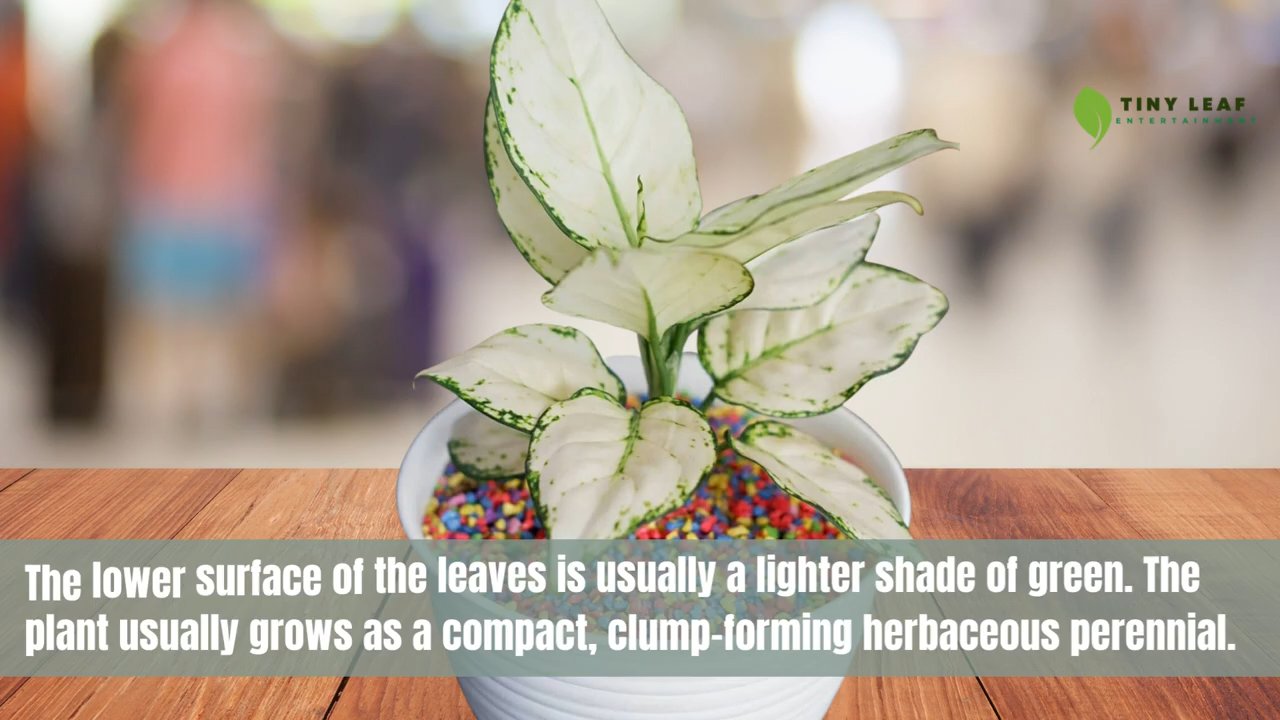 TINY LEAF
ENTERTAINMENT
The lower surface of the leaves is usually a lighter shade of green. The
plant usually grows as a compact, clump-forming herbaceous perennial.